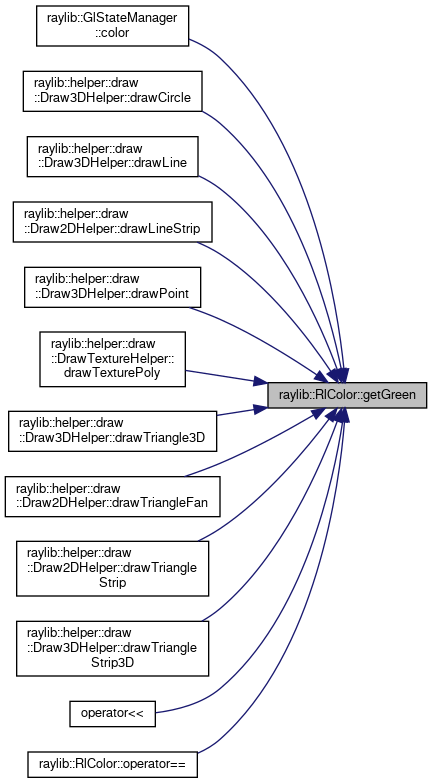 raylib::GlStateManager
::color
raylib::helper::draw
::Draw3DHelper::drawCircle
raylib::helper::draw
::Draw3DHelper::drawLine
raylib::helper::draw
::Draw2DHelper::drawLineStrip
raylib::helper::draw
::Draw3DHelper::drawPoint
raylib::helper::draw
::DrawTextureHelper::
drawTexturePoly
raylib::RlColor::getGreen
raylib::helper::draw
::Draw3DHelper::drawTriangle3D
raylib::helper::draw
::Draw2DHelper::drawTriangleFan
raylib::helper::draw
::Draw2DHelper::drawTriangle
Strip
raylib::helper::draw
::Draw3DHelper::drawTriangle
Strip3D
operator<<
raylib::RlColor::operator==